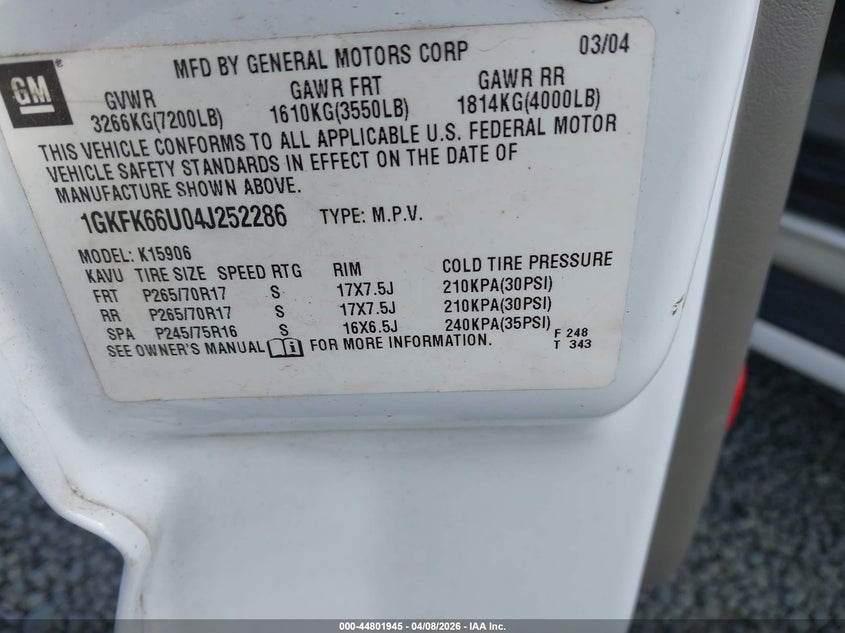 GM
®
MFD BY GENERAL MOTORS CORP 03/04
GVWR GAWR FRT GAWR RR
3266KG(7200LB) 1610KG(3550LB) 1814KG(4000LB)
THIS VEHICLE CONFORMS TO ALL APPLICABLE U.S. FEDERAL MOTOR
VEHICLE SAFETY STANDARDS IN EFFECT ON THE DATE OF
MANUFACTURE SHOWN ABOVE.
1GKFK66U04J252286 TYPE: M.P.V.
MODEL: K15906
KAVU TIRE SIZE SPEED RTG RIM COLD TIRE PRESSURE
FRT P265/70R17 S 17X7.5J 210KPA(30PSI)
RR P265/70R17 S 17X7.5J 210KPA(30PSI)
SPA P245/75R16 S 16X6.5J 240KPA(35PSI)
SEE OWNER'S MANUAL i FOR MORE INFORMATION.
F 248
T 343
000-44801945 - 04/08/2026 - IAA Inc.